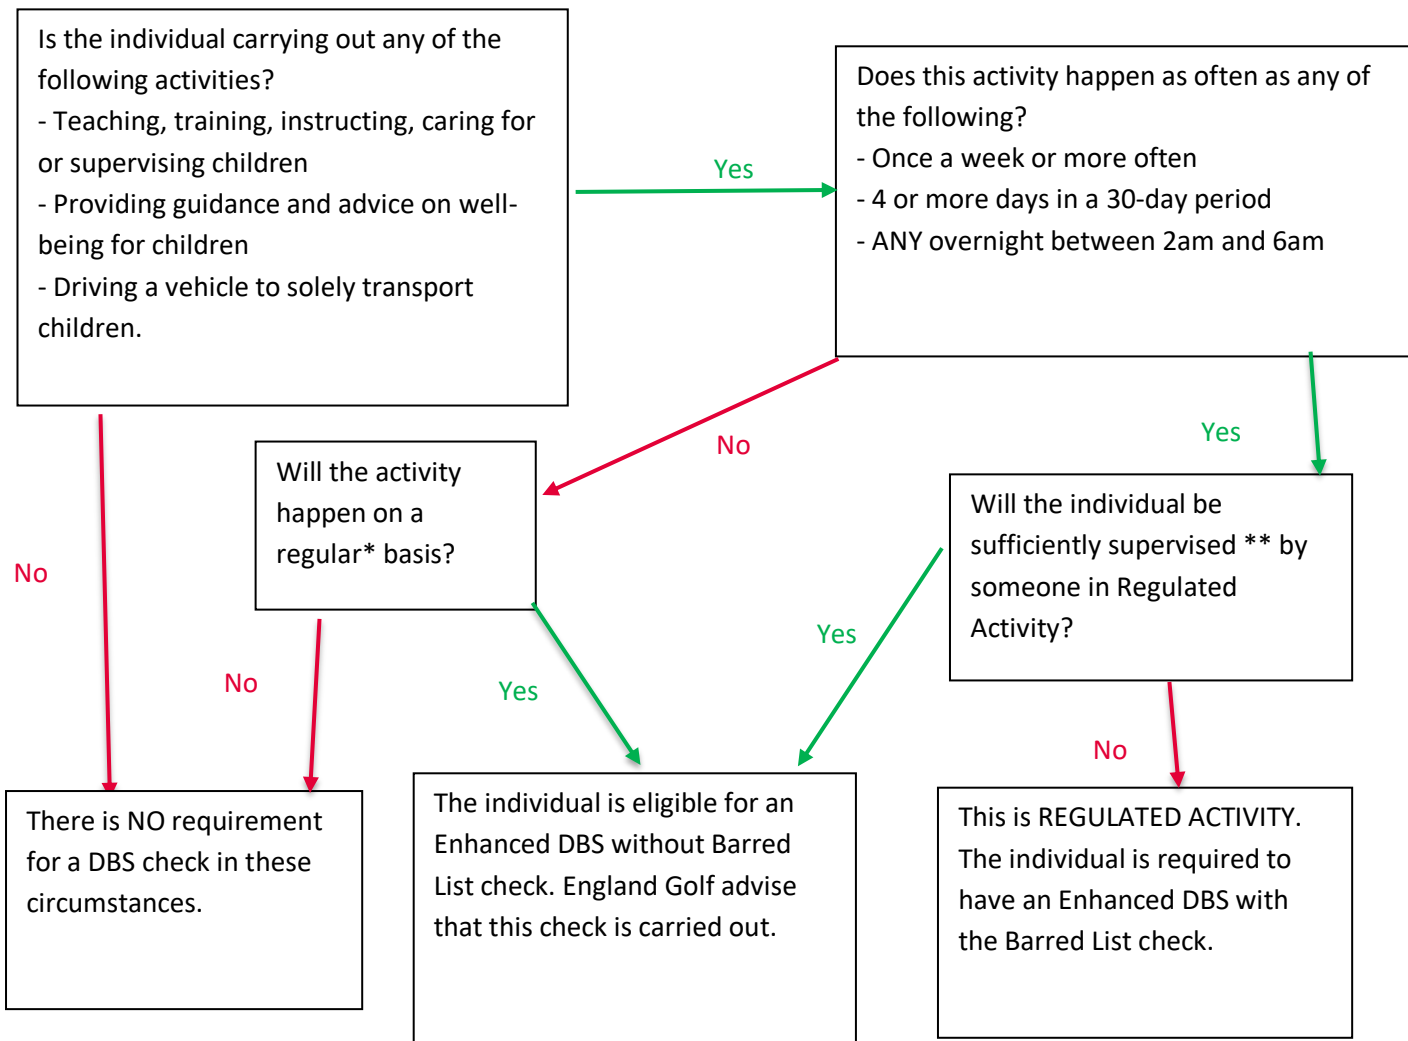 Is the individual carrying out any of the
following activities?
- Teaching, training, instructing, caring for
or supervising children
- Providing guidance and advice on well-
being for children
- Driving a vehicle to solely transport
children.
Yes
Does this activity happen as often as any of
the following?
- Once a week or more often
- 4 or more days in a 30-day period
- ANY overnight between 2am and 6am
No
Yes
Will the activity
happen on a
regular* basis?
Will the individual be
sufficiently supervised ** by
someone in Regulated
Activity?
No
No
Yes
Yes
No
There is NO requirement
for a DBS check in these
circumstances.
The individual is eligible for an
Enhanced DBS without Barred
List check. England Golf advise
that this check is carried out.
This is REGULATED ACTIVITY.
The individual is required to
have an Enhanced DBS with
the Barred List check.